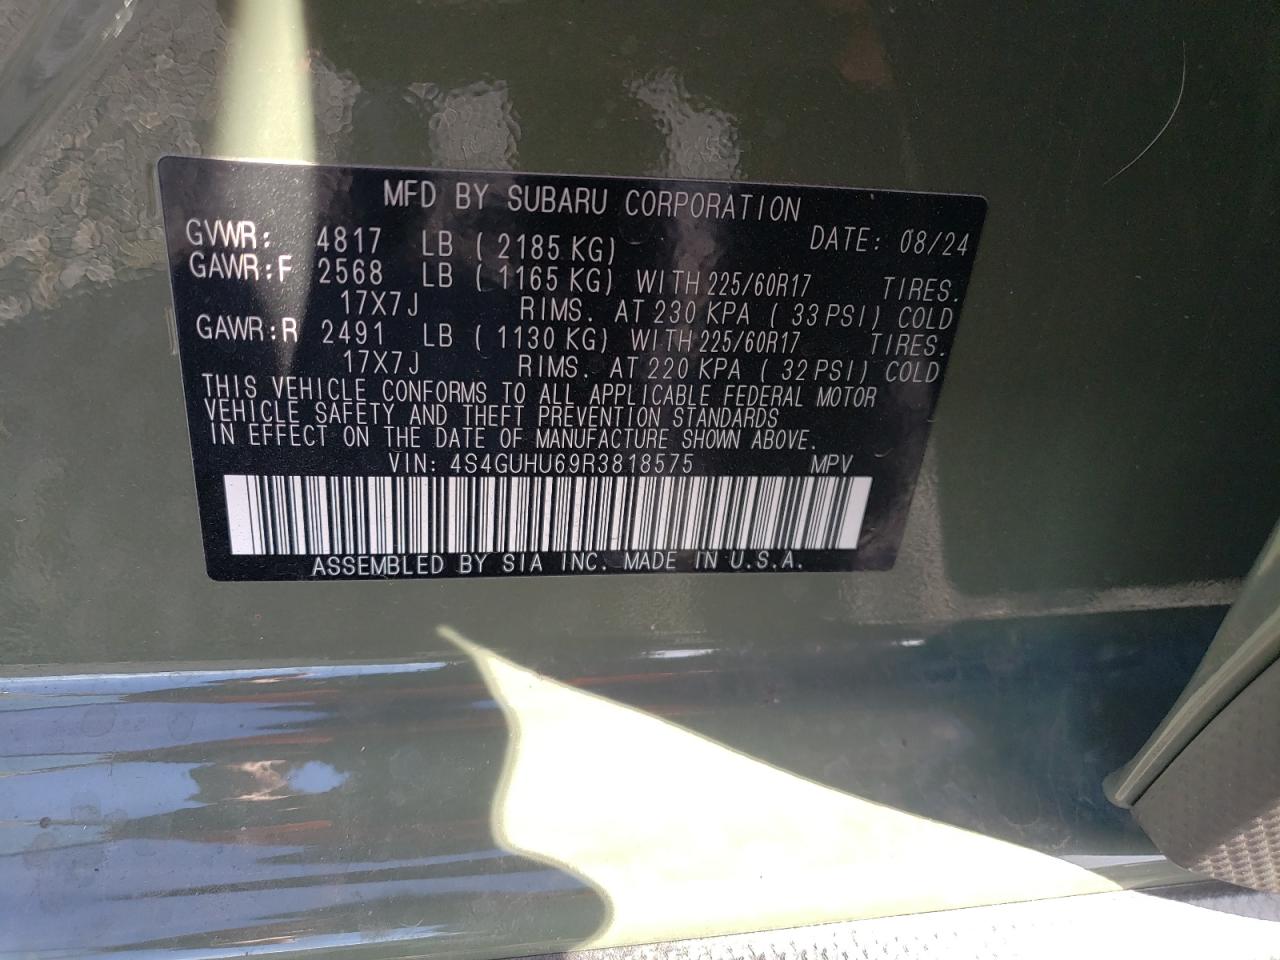 MFD BY SUBARU CORPORATION
GVWR: 4817 LB ( 2185 KG) DATE: 08/24
GAWR:F 2568 LB ( 1165 KG) WITH 225/60R17 TIRES.
17X7J RIMS. AT 230 KPA ( 33 PSI) COLD
GAWR:R 2491 LB ( 1130 KG) WITH 225/60R17 TIRES.
17X7J RIMS. AT 220 KPA ( 32 PSI) COLD
THIS VEHICLE CONFORMS TO ALL APPLICABLE FEDERAL MOTOR
VEHICLE SAFETY AND THEFT PREVENTION STANDARDS
IN EFFECT ON THE DATE OF MANUFACTURE SHOWN ABOVE.
VIN: 4S4GUHU69R3818575 MPV
ASSEMBLED BY SIA INC. MADE IN U.S.A.